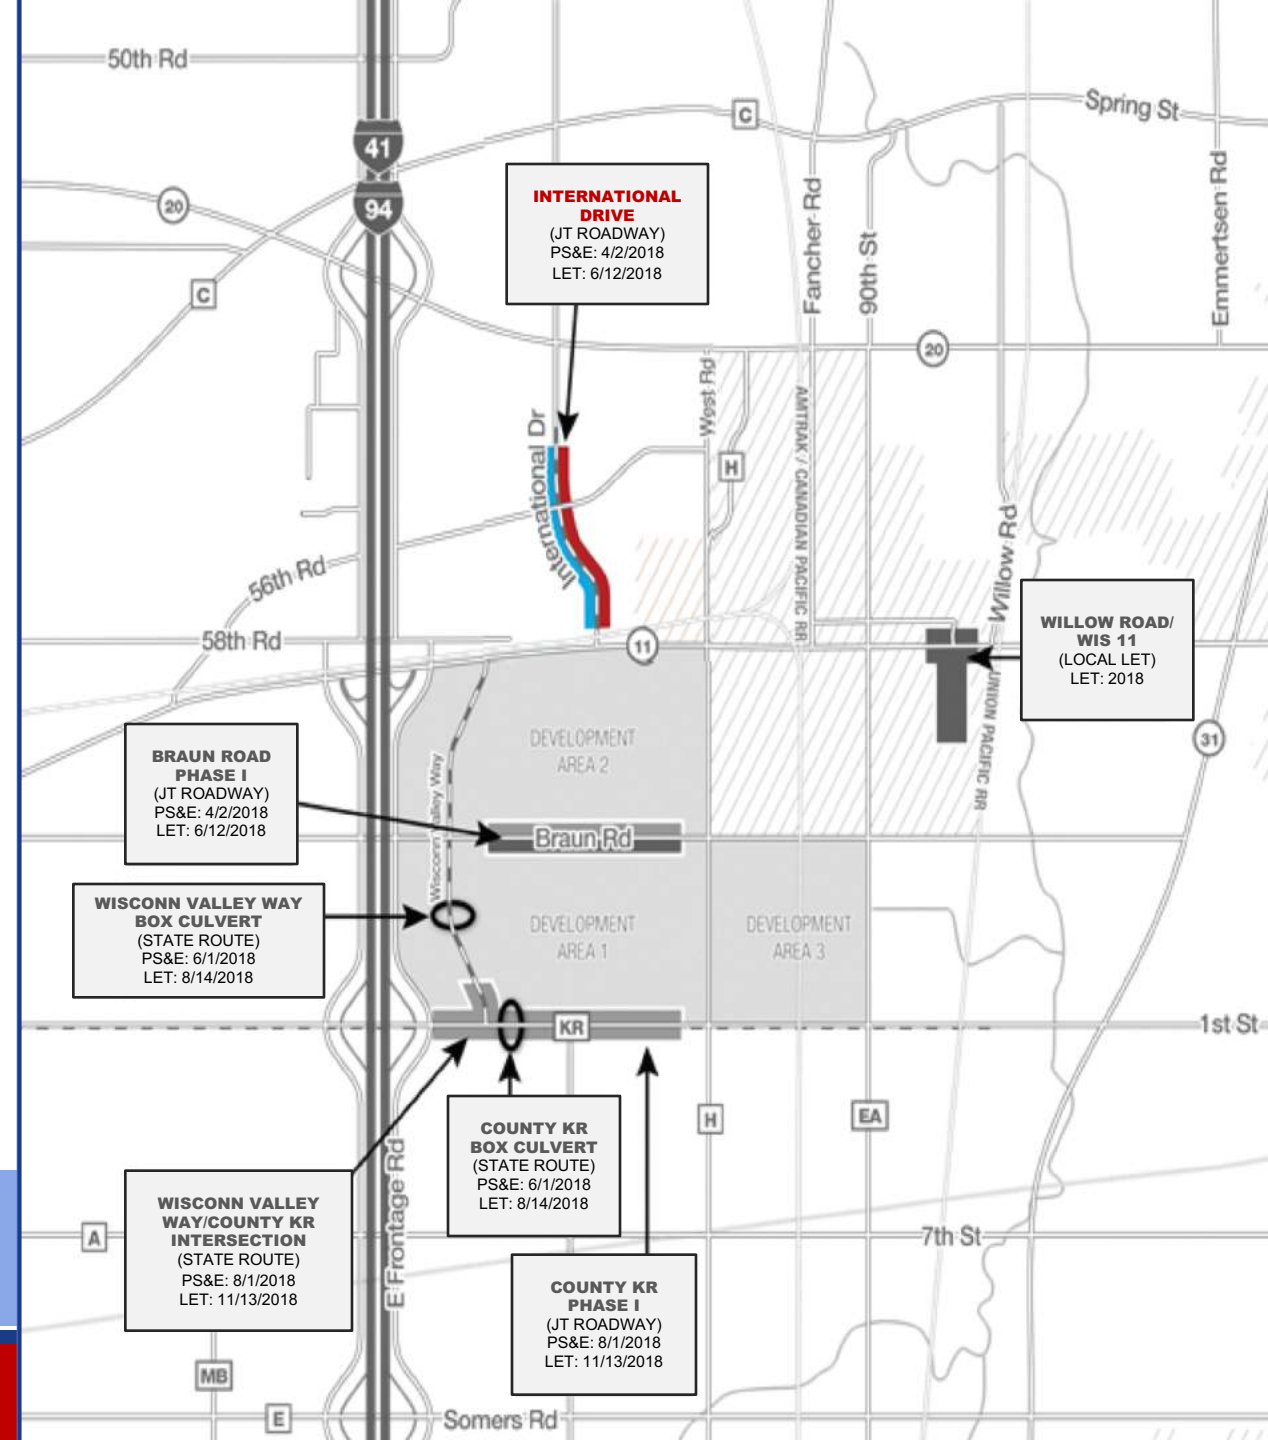 50th Rd
Spring St
C
41
94
20
C
INTERNATIONAL
DRIVE
(JT ROADWAY)
PS&E: 4/2/2018
LET: 6/12/2018
Fancher Rd
90th St
Emmertsen Rd
20
International Dr
International
West Rd
H
AMTRAK / CANADIAN PACIFIC RR
Willow Rd
56th Rd
58th Rd
11
WILLOW ROAD/
WIS 11
(LOCAL LET)
LET: 2018
UNION PACIFIC RR
31
DEVELOPMENT
AREA 2
BRAUN ROAD
PHASE I
(JT ROADWAY)
PS&E: 4/2/2018
LET: 6/12/2018
Wisconn Valley Way
Braun Rd
WISCONN VALLEY WAY
BOX CULVERT
(STATE ROUTE)
PS&E: 6/1/2018
LET: 8/14/2018
DEVELOPMENT
AREA 1
DEVELOPMENT
AREA 3
KR
1st St
COUNTY KR
BOX CULVERT
(STATE ROUTE)
PS&E: 6/1/2018
LET: 8/14/2018
H
EA
WISCONN VALLEY
WAY/COUNTY KR
INTERSECTION
(STATE ROUTE)
PS&E: 8/1/2018
LET: 11/13/2018
E Frontage Rd
A
7th St
COUNTY KR
PHASE I
(JT ROADWAY)
PS&E: 8/1/2018
LET: 11/13/2018
MB
E
Somers Rd